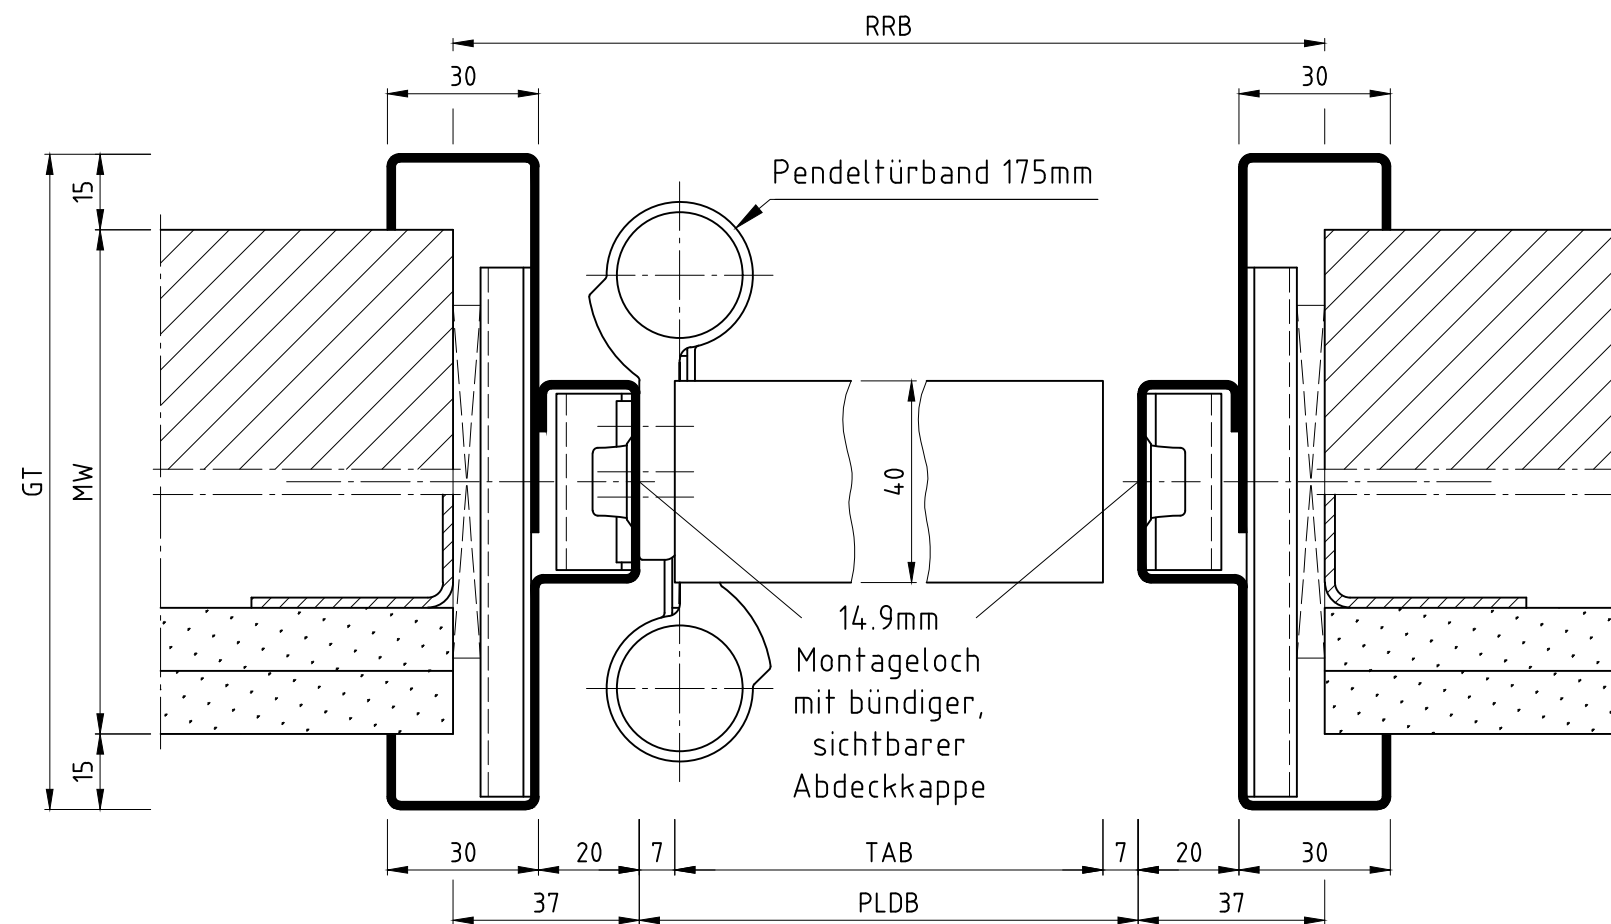 RRB
30
30
Pendeltürband 175mm
15
GT
MW
40
14.9mm
Montageloch
mit bündiger,
sichtbarer
Abdeckkappe
15
30
20
7
TAB
7
20
30
37
PLDB
37